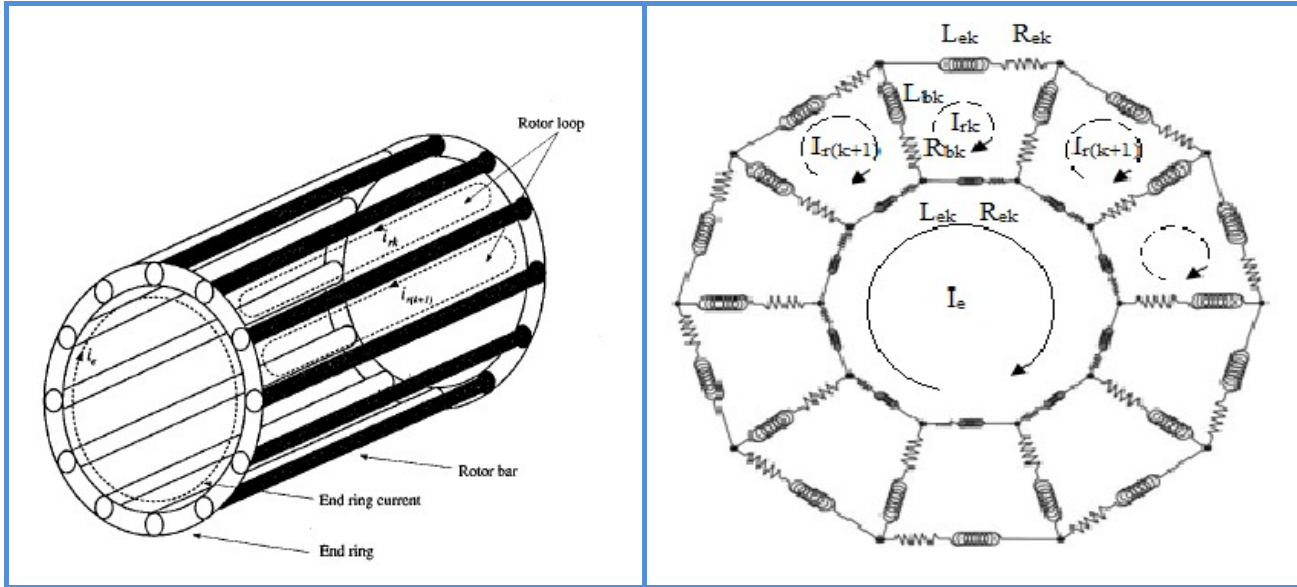 Rotor loop
i_rk
i_r(k+1)
i_e
Rotor bar
End ring current
End ring
L_ek R_ek
L_bk
I_rk
I_r(k+1)
R_bk
I_r(k+1)
L_ek R_ek
I_e